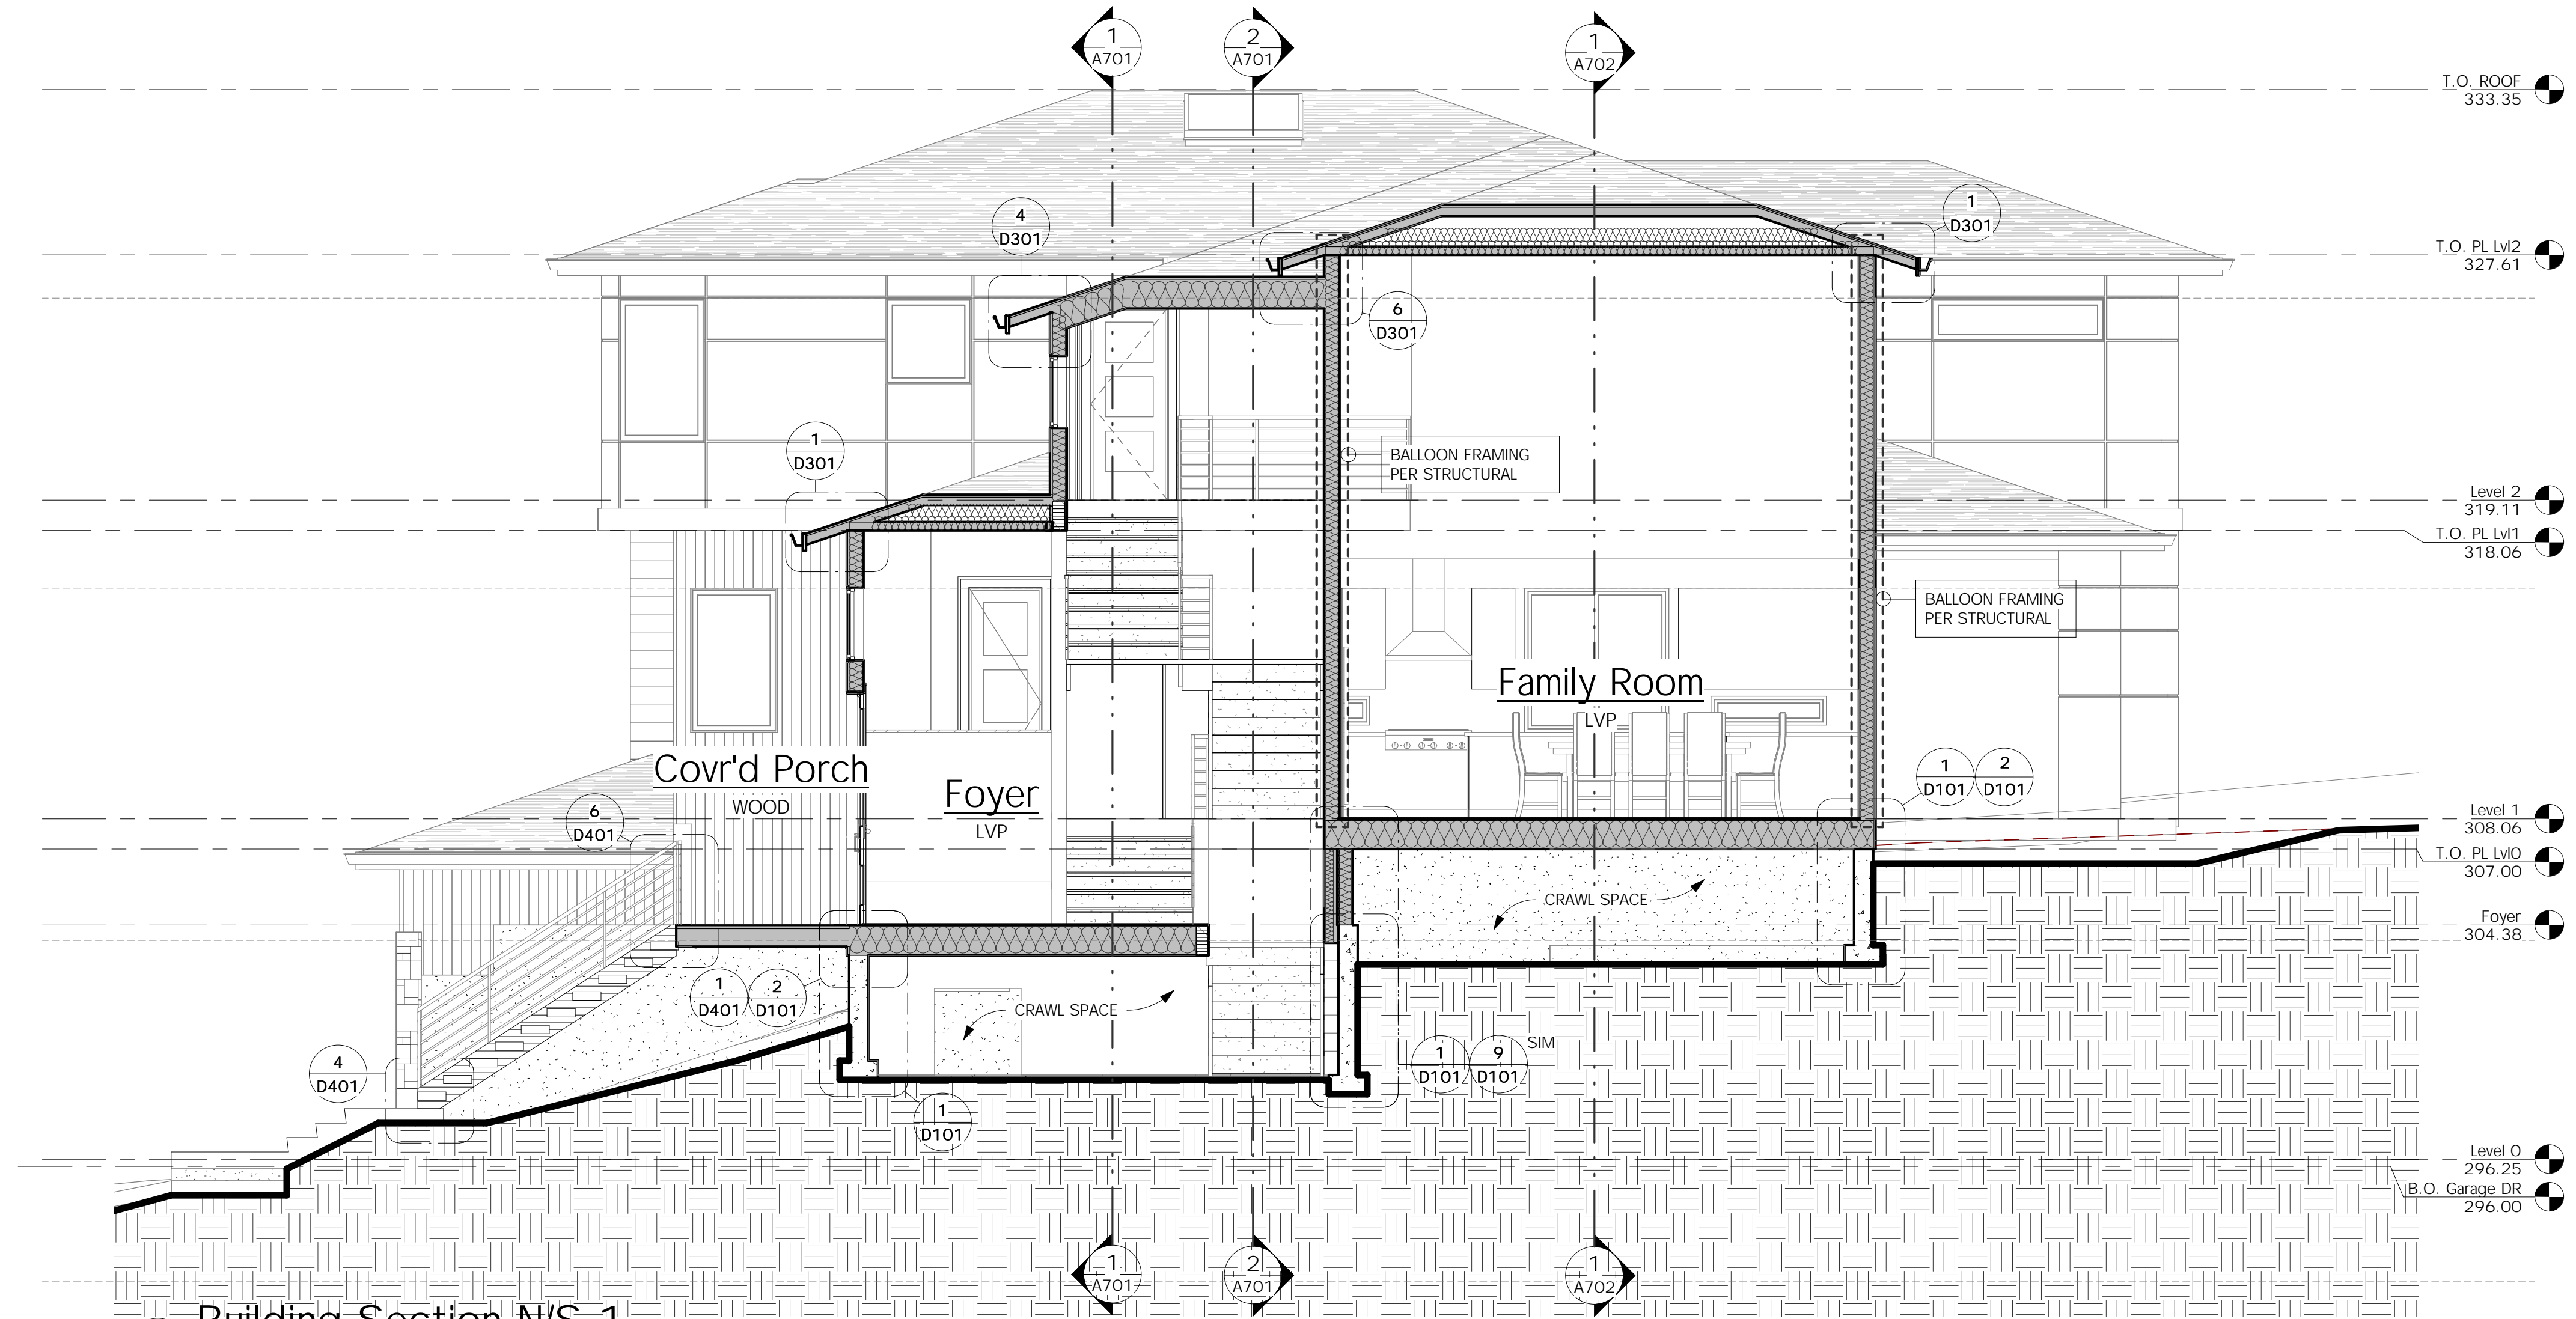 1
A701
2
A701
1
A702
T.O. ROOF
333.35
4
D301
1
D301
T.O. PL Lvl2
327.61
6
D301
1
D301
BALLOON FRAMING
PER STRUCTURAL
Level 2
319.11
T.O. PL Lvl1
318.06
BALLOON FRAMING
PER STRUCTURAL
Family Room
LVP
Covr'd Porch
WOOD
Foyer
LVP
1
D101
2
D101
6
D401
Level 1
308.06
T.O. PL Lvl0
307.00
CRAWL SPACE
Foyer
304.38
1
D401
2
D101
CRAWL SPACE
SIM
1
D101
9
D101
4
D401
1
D101
Level 0
296.25
B.O. Garage DR
296.00
1
A701
2
A701
1
A702
Building Section N/S 1